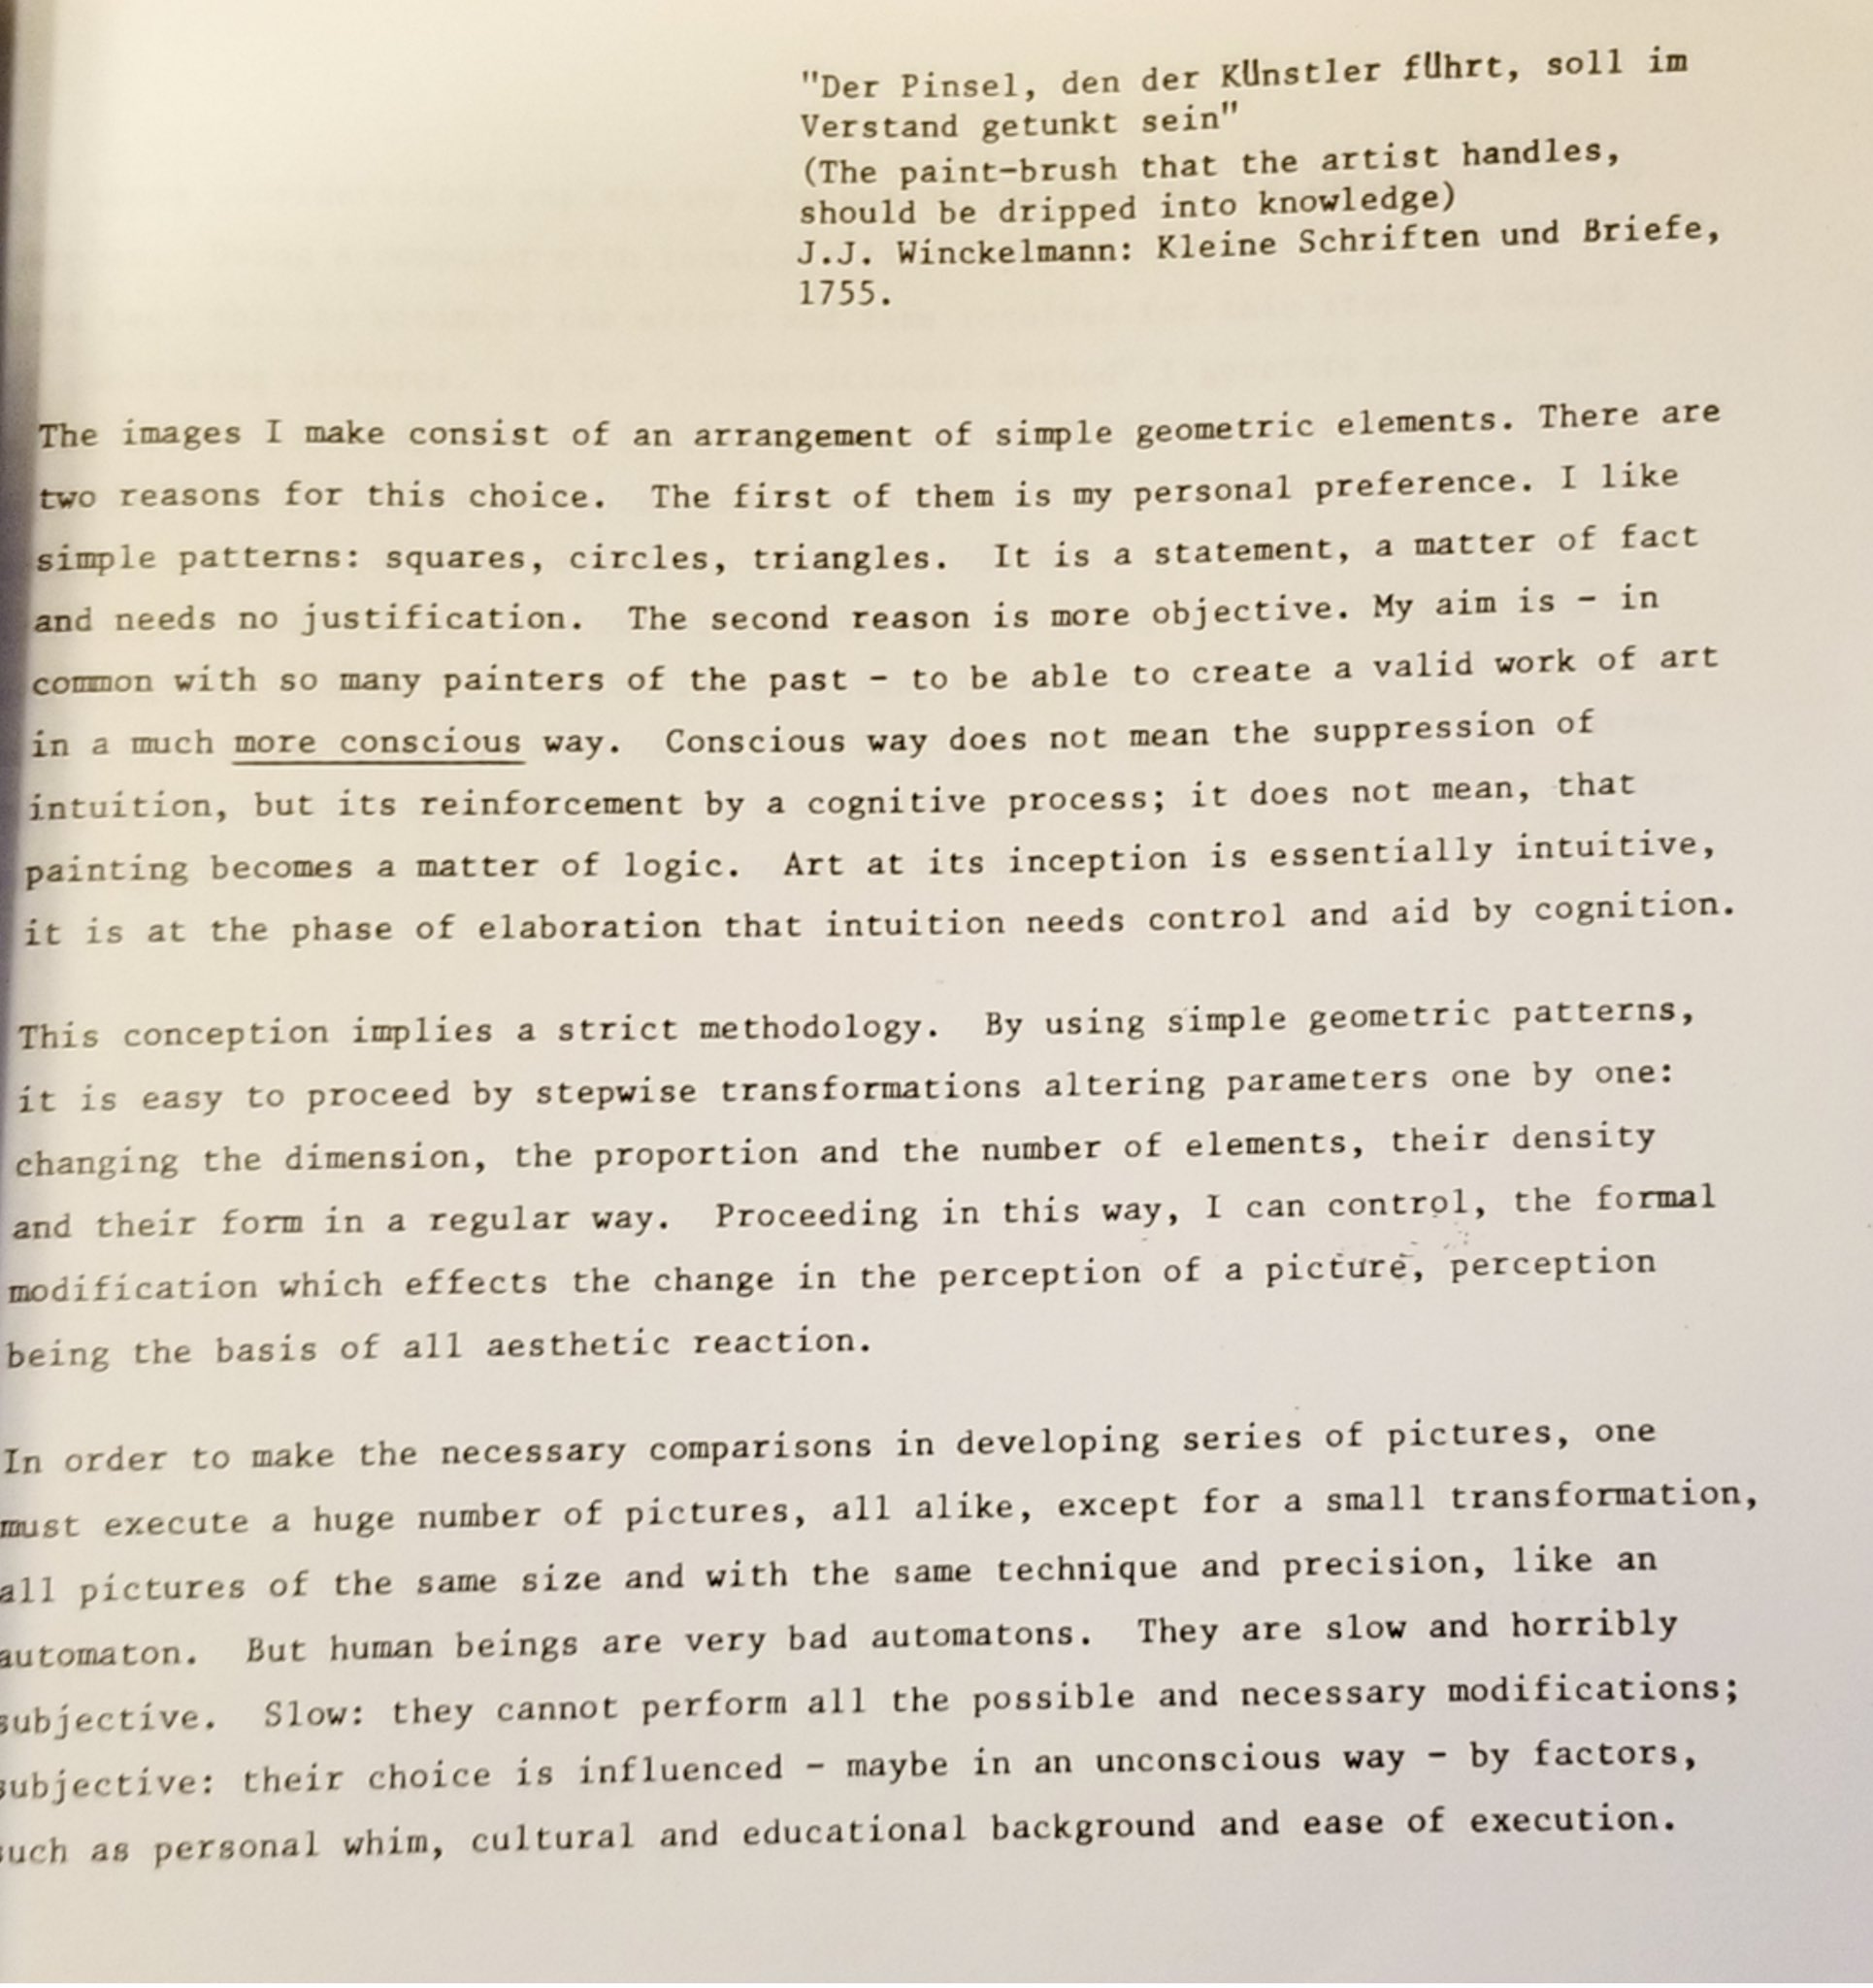 "Der Pinsel, den der KÜnstler fÜhrt, soll im
Verstand getunkt sein"
(The paint-brush that the artist handles,
should be dripped into knowledge)
J.J. Winckelmann: Kleine Schriften und Briefe,
1755.
The images I make consist of an arrangement of simple geometric elements. There are
two reasons for this choice. The first of them is my personal preference. I like
simple patterns: squares, circles, triangles. It is a statement, a matter of fact
and needs no justification. The second reason is more objective. My aim is - in
common with so many painters of the past - to be able to create a valid work of art
in a much more conscious way. Conscious way does not mean the suppression of
intuition, but its reinforcement by a cognitive process; it does not mean, that
painting becomes a matter of logic. Art at its inception is essentially intuitive,
it is at the phase of elaboration that intuition needs control and aid by cognition.
This conception implies a strict methodology. By using simple geometric patterns,
it is easy to proceed by stepwise transformations altering parameters one by one:
changing the dimension, the proportion and the number of elements, their density
and their form in a regular way. Proceeding in this way, I can control, the formal
modification which effects the change in the perception of a picture, perception
being the basis of all aesthetic reaction.
In order to make the necessary comparisons in developing series of pictures, one
must execute a huge number of pictures, all alike, except for a small transformation,
all pictures of the same size and with the same technique and precision, like an
automaton. But human beings are very bad automatons. They are slow and horribly
subjective. Slow: they cannot perform all the possible and necessary modifications;
subjective: their choice is influenced - maybe in an unconscious way - by factors,
such as personal whim, cultural and educational background and ease of execution.